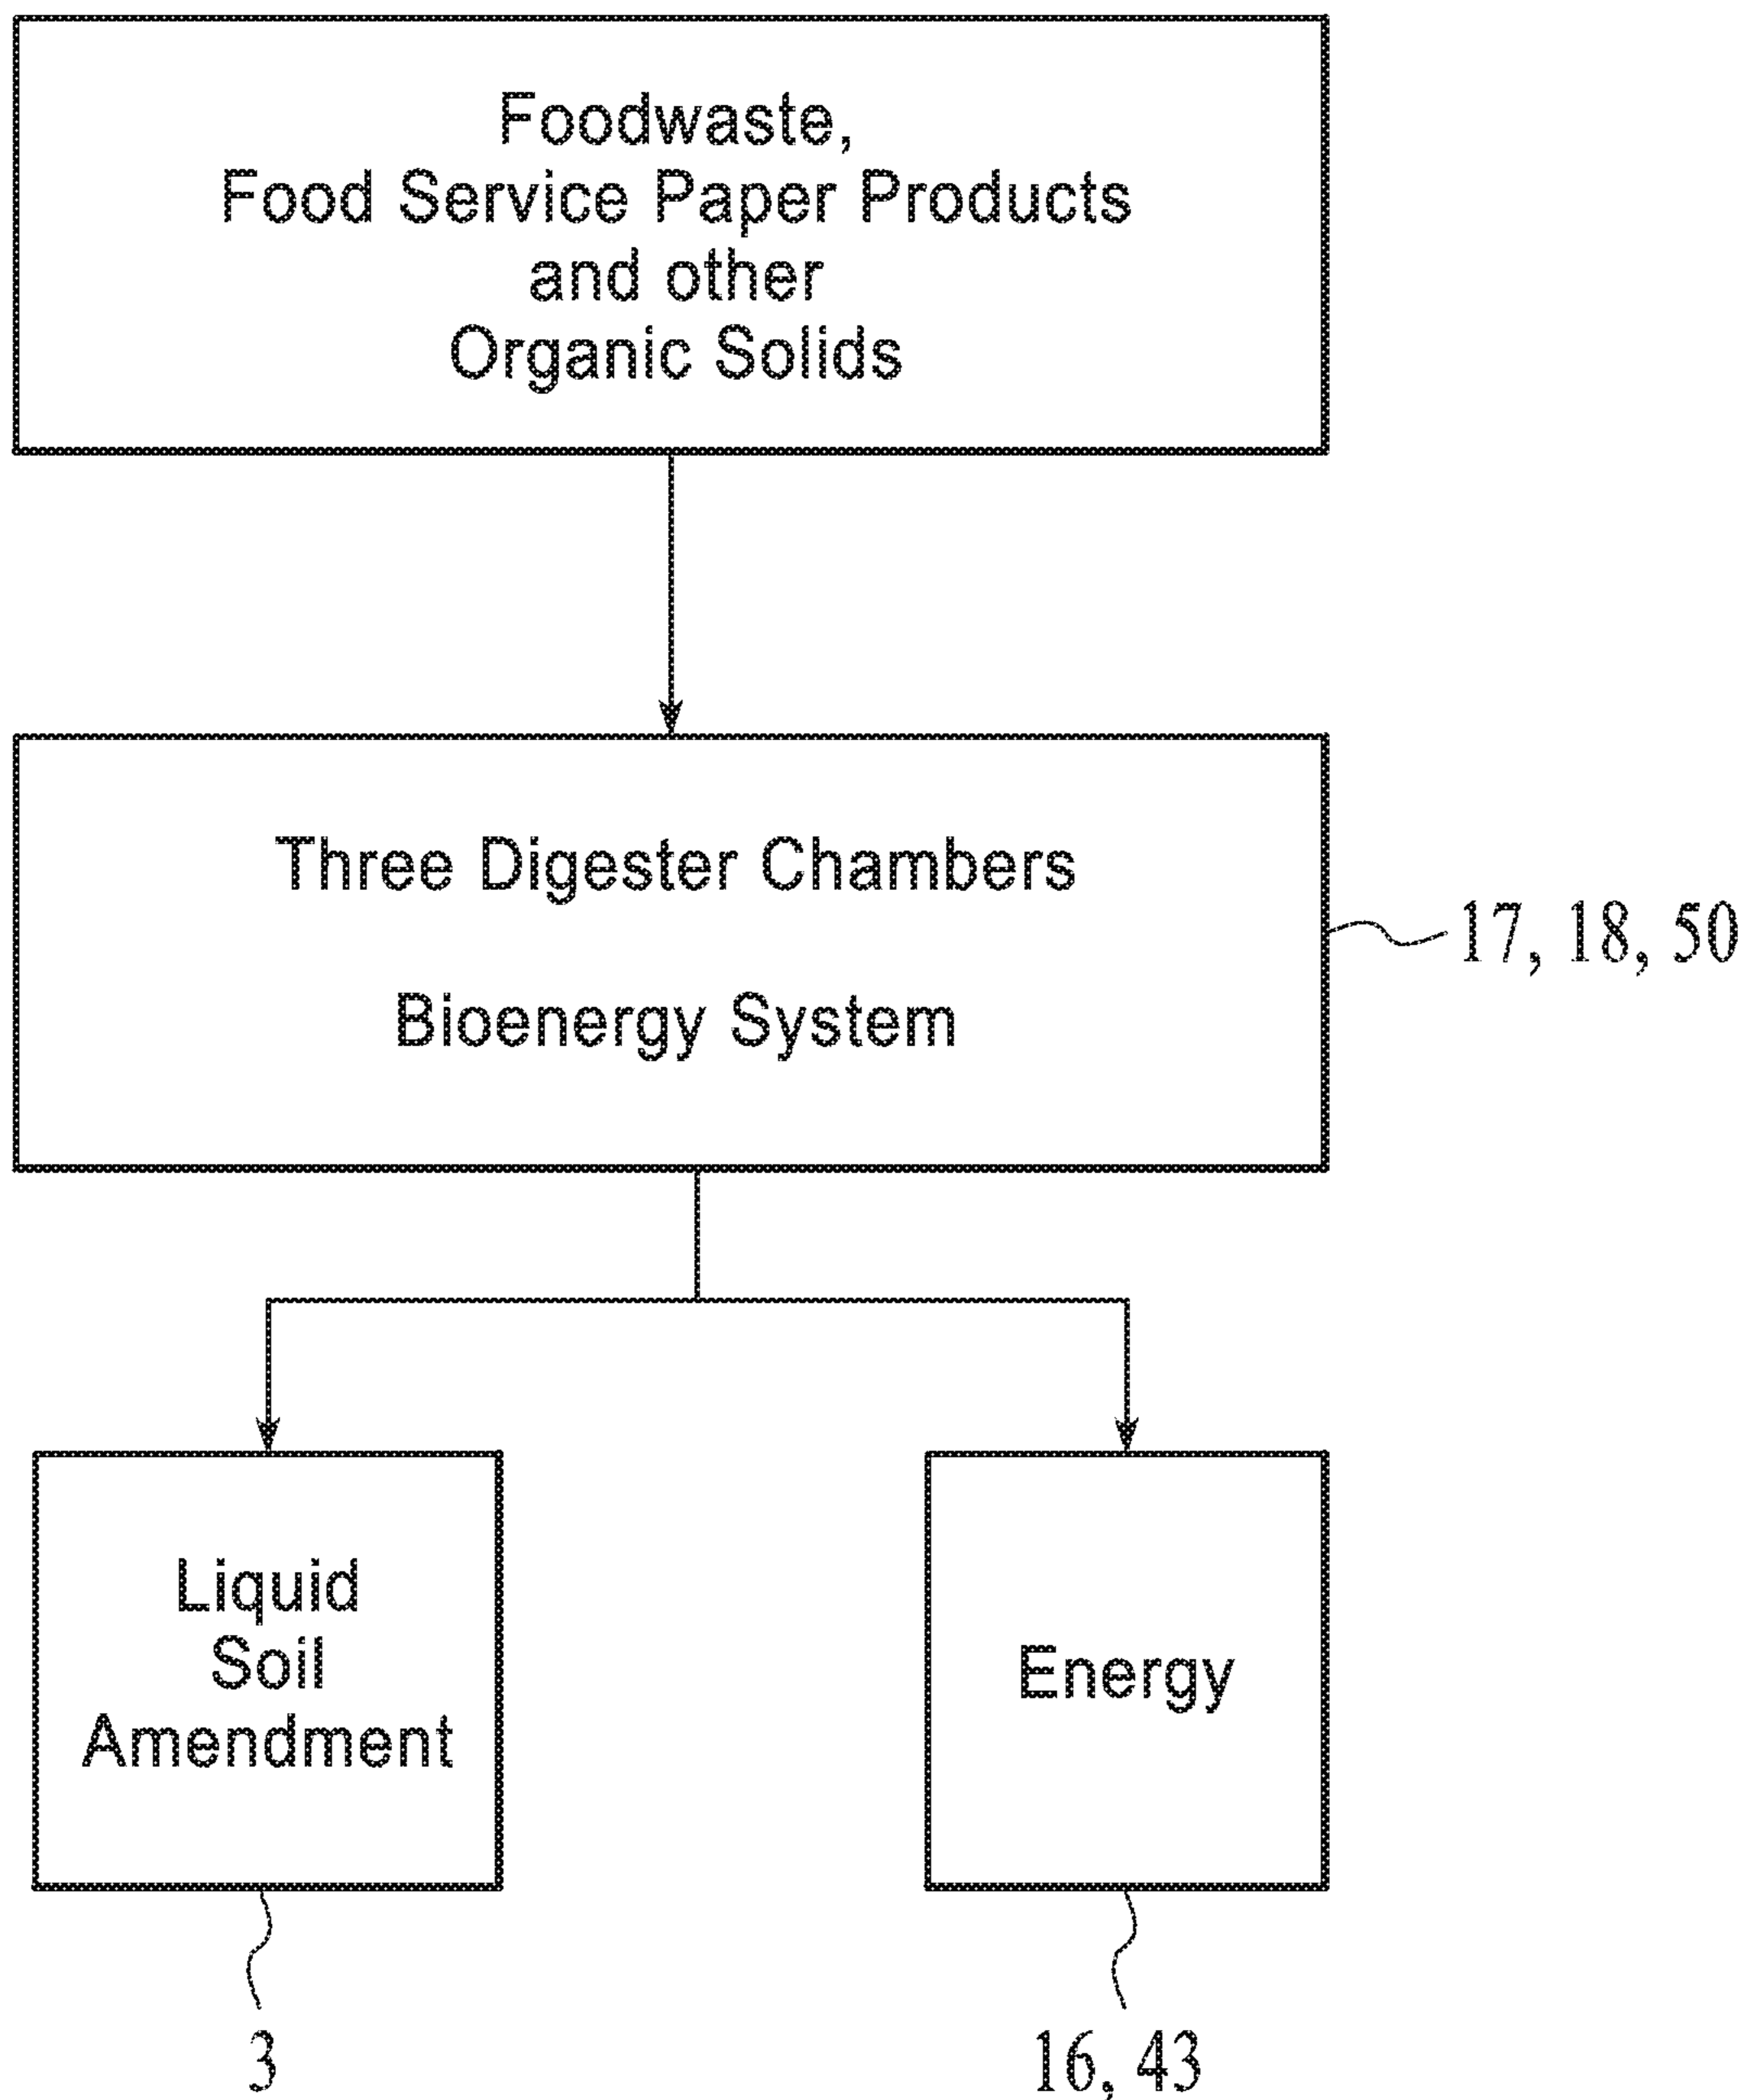 Foodwaste,
Food Service Paper Products
and other
Organic Solids
Three Digester Chambers
Bioenergy System
17, 18, 50
Liquid
Soil
Amendment
Energy
3
16, 43